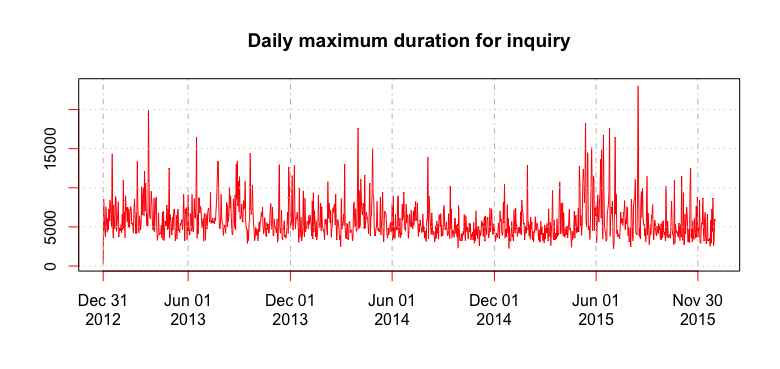 Daily maximum duration for inquiry
15000
5000
0
Dec 31 Jun 01 Dec 01 Jun 01 Dec 01 Jun 01 Nov 30
2012 2013 2013 2014 2014 2015 2015